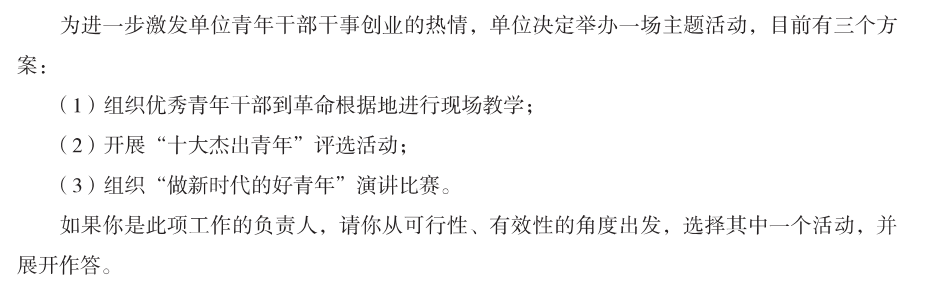 为进一步激发单位青年干部干事创业的热情，单位决定举办一场主题活动，目前有三个方
案：
（1）组织优秀青年干部到革命根据地进行现场教学；
（2）开展“十大杰出青年”评选活动；
（3）组织“做新时代的好青年”演讲比赛。
如果你是此项工作的负责人，请你从可行性、有效性的角度出发，选择其中一个活动，并
展开作答。